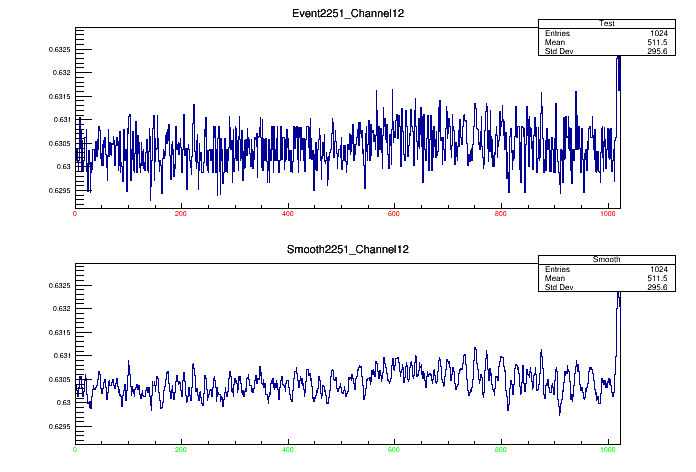 Event2251_Channel12
Test
Entries 1024
Mean 511.5
Std Dev 295.6
0.6325
0.632
0.6315
0.631
0.6305
0.63
0.6295
0 200 400 600 800 1000
Smooth2251_Channel12
Smooth
Entries 1024
Mean 511.5
Std Dev 295.6
0.6325
0.632
0.6315
0.631
0.6305
0.63
0.6295
0 200 400 600 800 1000